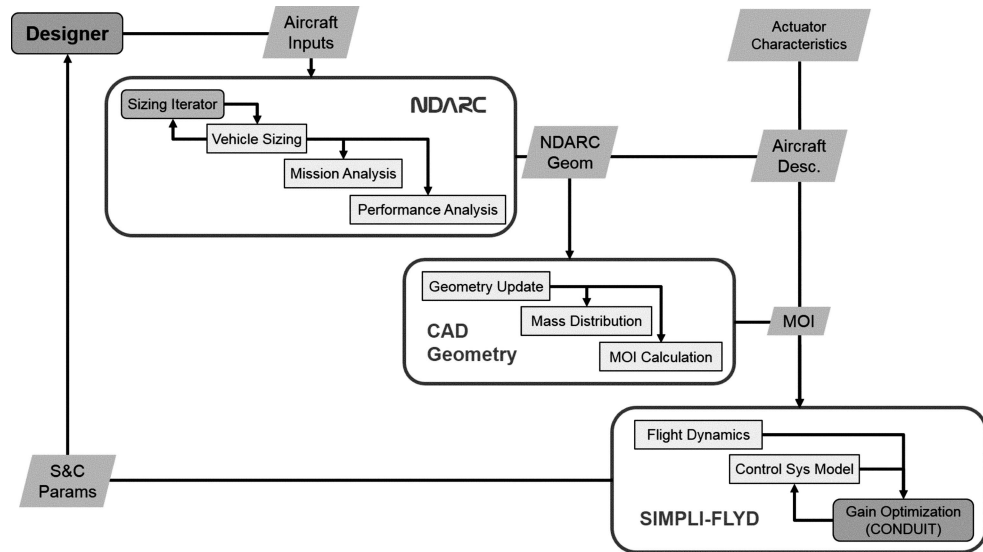 Designer
Aircraft
Inputs
Actuator
Characteristics
NDARC
Sizing Iterator
Vehicle Sizing
Mission Analysis
Performance Analysis
NDARC
Geom
Aircraft
Desc.
Geometry Update
Mass Distribution
MOI Calculation
CAD
Geometry
MOI
Flight Dynamics
Control Sys Model
Gain Optimization
(CONDUIT)
SIMPLI-FLYD
S&C
Params